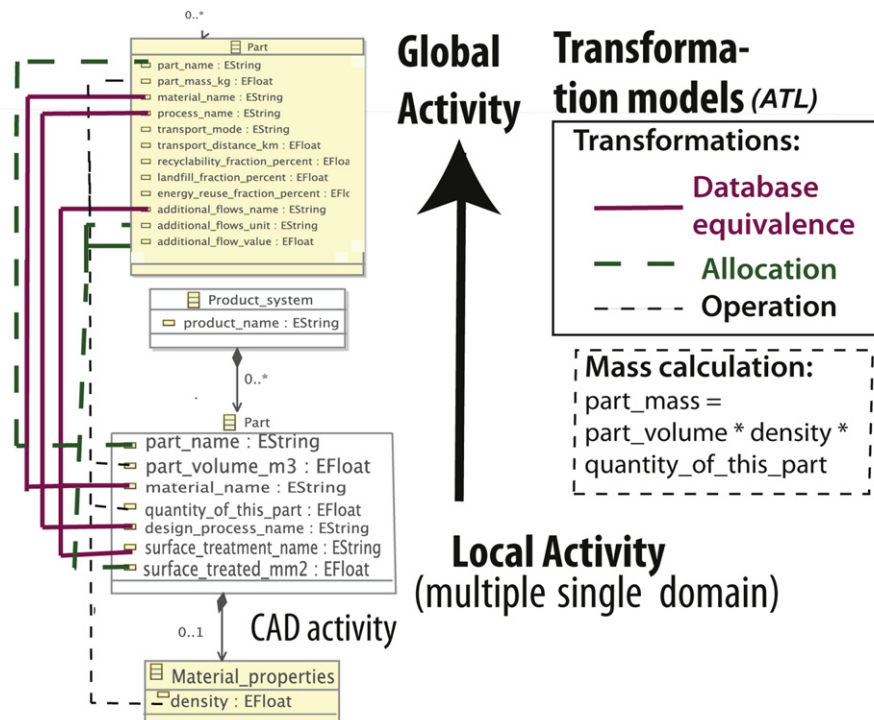 0..*
Part
part_name : EString
part_mass_kg : EFloat
material_name : EString
process_name : EString
transport_mode : EString
transport_distance_km : EFloat
recyclability_fraction_percent : EFloa
landfill_fraction_percent : EFloat
energy_reuse_fraction_percent : EFlc
additional_flows_name : EString
additional_flows_unit : EString
additional_flow_value : EFloat
Product_system
product_name : EString
0..*
Part
part_name : EString
part_volume_m3 : EFloat
material_name : EString
quantity_of_this_part : EFloat
design_process_name : EString
surface_treatment_name : EString
surface_treated_mm2 : EFloat
0..1
CAD activity
Material_properties
density : EFloat
Global
Activity
Local Activity
(multiple single domain)
Transforma-
tion models (ATL)
Transformations:
Database
equivalence
Allocation
Operation
Mass calculation:
part_mass =
part_volume * density *
quantity_of_this_part